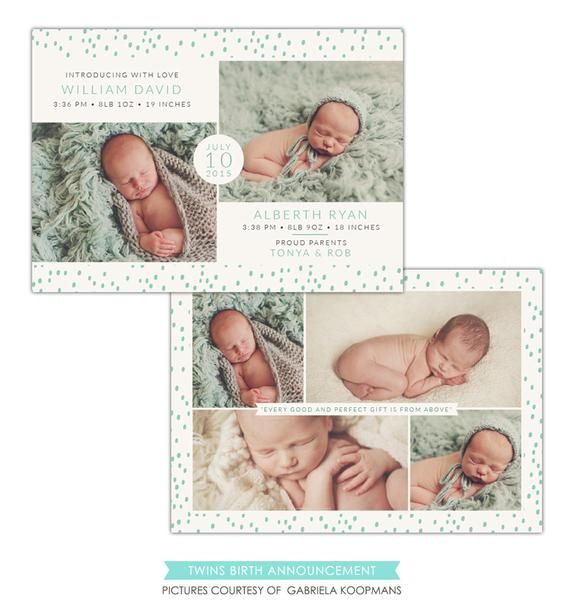 INTRODUCING WITH LOVE
WILLIAM DAVID
3:36 PM • 8LB 1OZ • 19 INCHES
JULY
10
2015
ALBERTH RYAN
3:38 PM • 8LB 9OZ • 18 INCHES
PROUD PARENTS
TONYA & ROB
"EVERY GOOD AND PERFECT GIFT IS FROM ABOVE"
TWINS BIRTH ANNOUNCEMENT
PICTURES COURTESY OF GABRIELA KOOPMANS